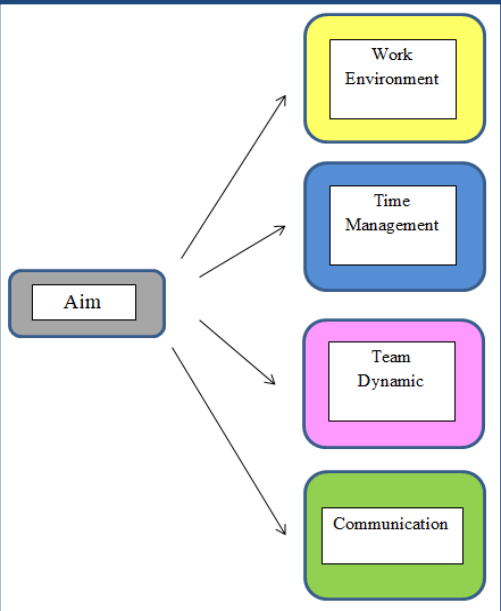 Work
Environment
Time
Management
Aim
Team
Dynamic
Communication